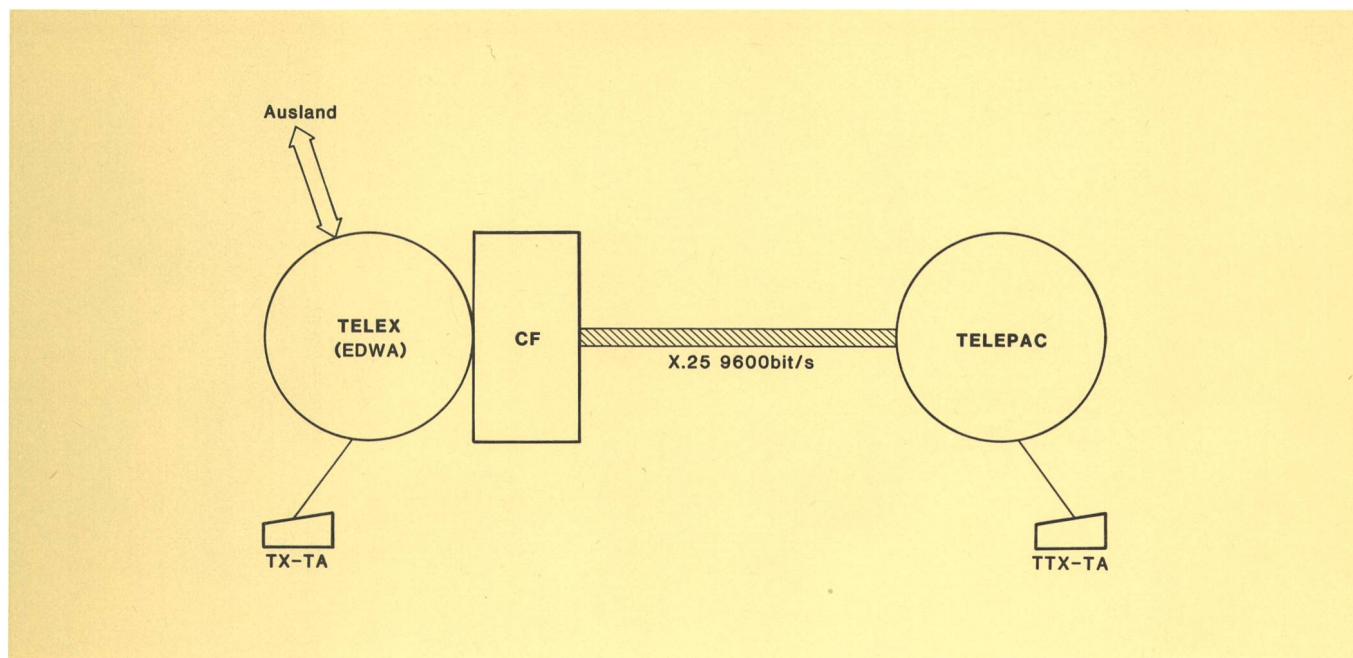 Ausland
TELEX
(EDWA)
CF
X.25 9600bit/s
TELEPAC
TX-TA
TTX-TA